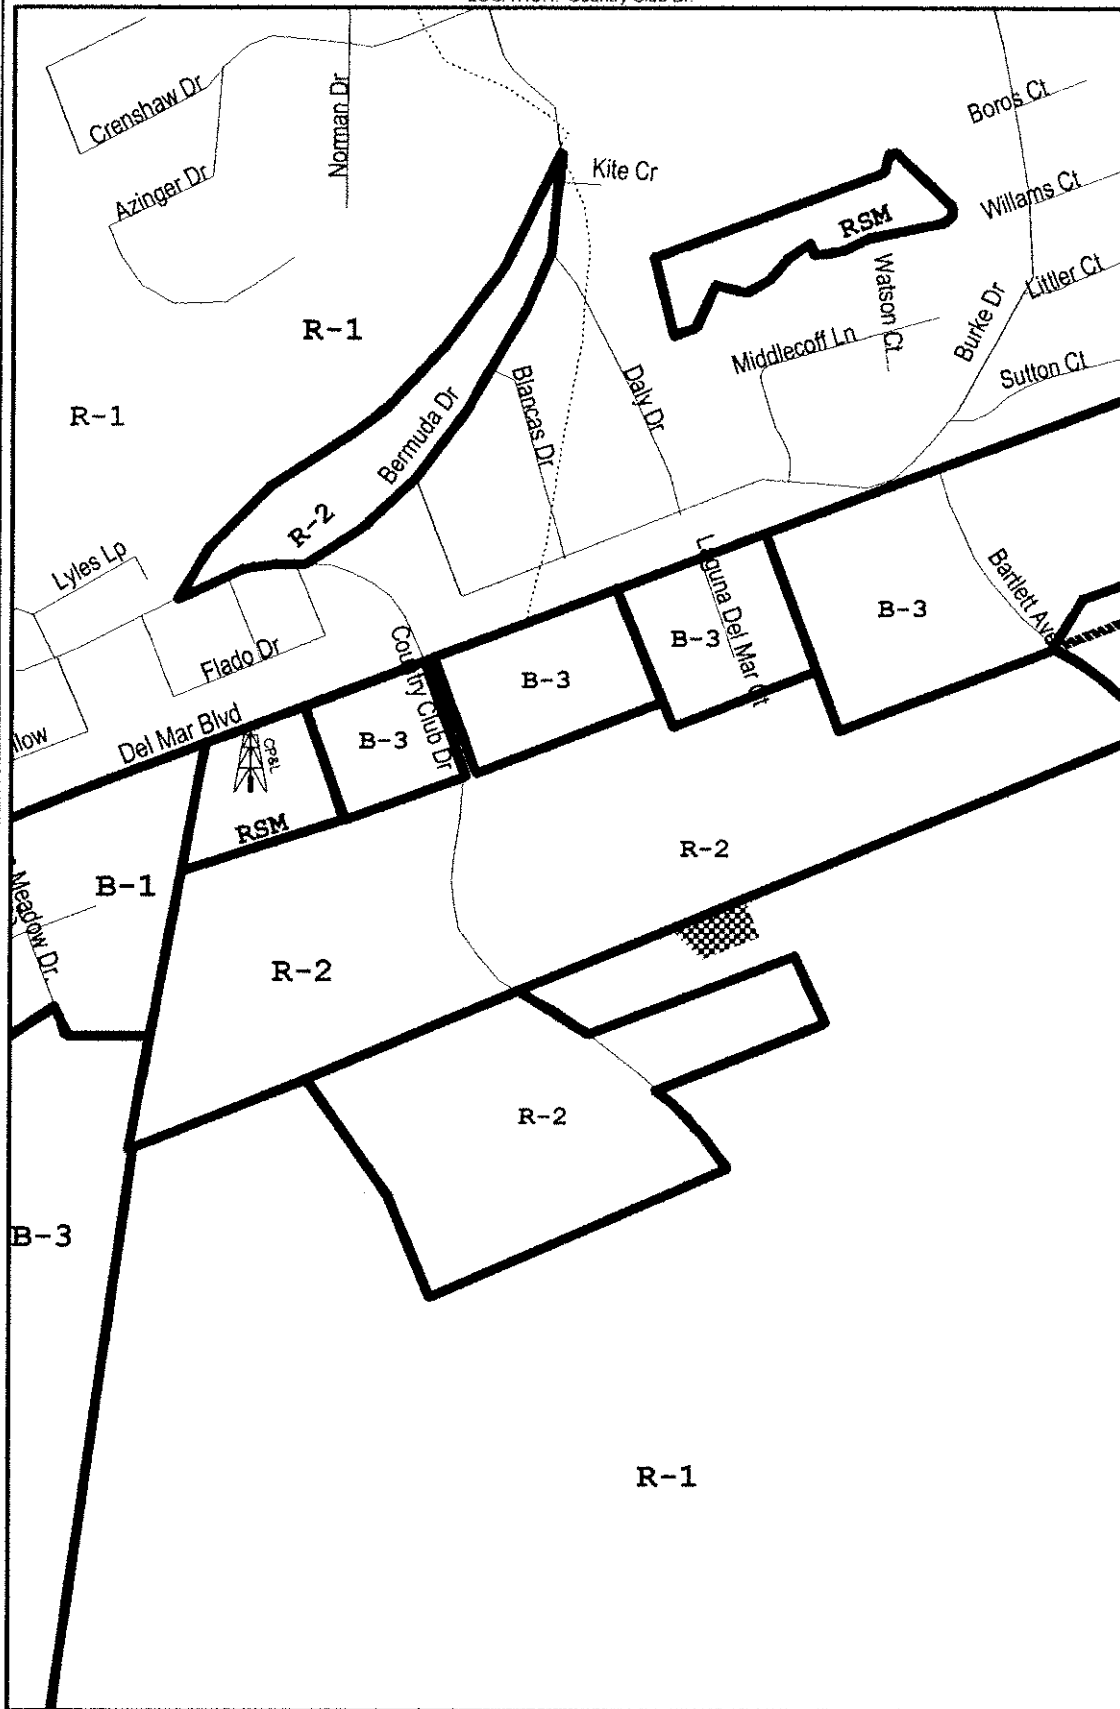 Crenshaw Dr
Norman Dr
Boros Ct
Azinger Dr
Kite Cr
Willams Ct
RSM
Watson Ct
Littler Ct
Burke Dr
R-1
Middlecoff Ln
Sutton Ct
R-1
Bermuda Dr
Blancas Dr
Daly Dr
R-2
Lyles Lp
Laguna Del Mar Ct
Bartlett Ave
B-3
Flado Dr
Country Club Dr
B-3
B-3
Del Mar Blvd
B-3
CP&L
RSM
R-2
B-1
Meadow Dr.
R-2
R-2
B-3
R-1